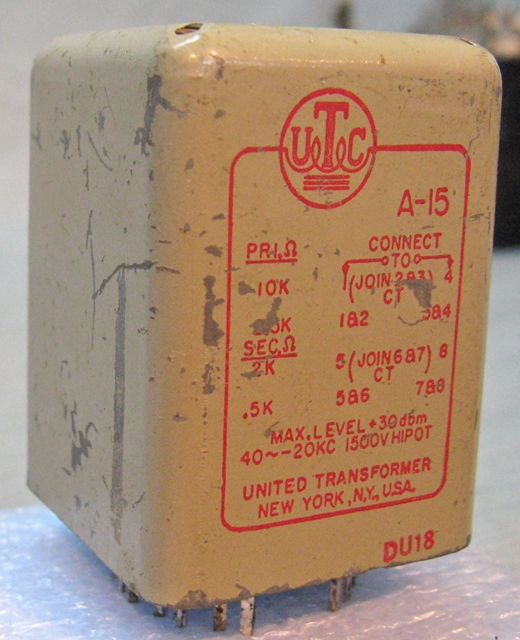 UTC
A-15
PRI.Ω CONNECT
TO
10K 1 (JOIN 2&3) 4
CT
1&2 3&4
SEC.Ω
2K 5 (JOIN 6&7) 8
CT
.5K 5&6 7&8
MAX. LEVEL +30dbm
40~-20KC 1500V HIPOT
UNITED TRANSFORMER
NEW YORK, N.Y., U.S.A.
DU18